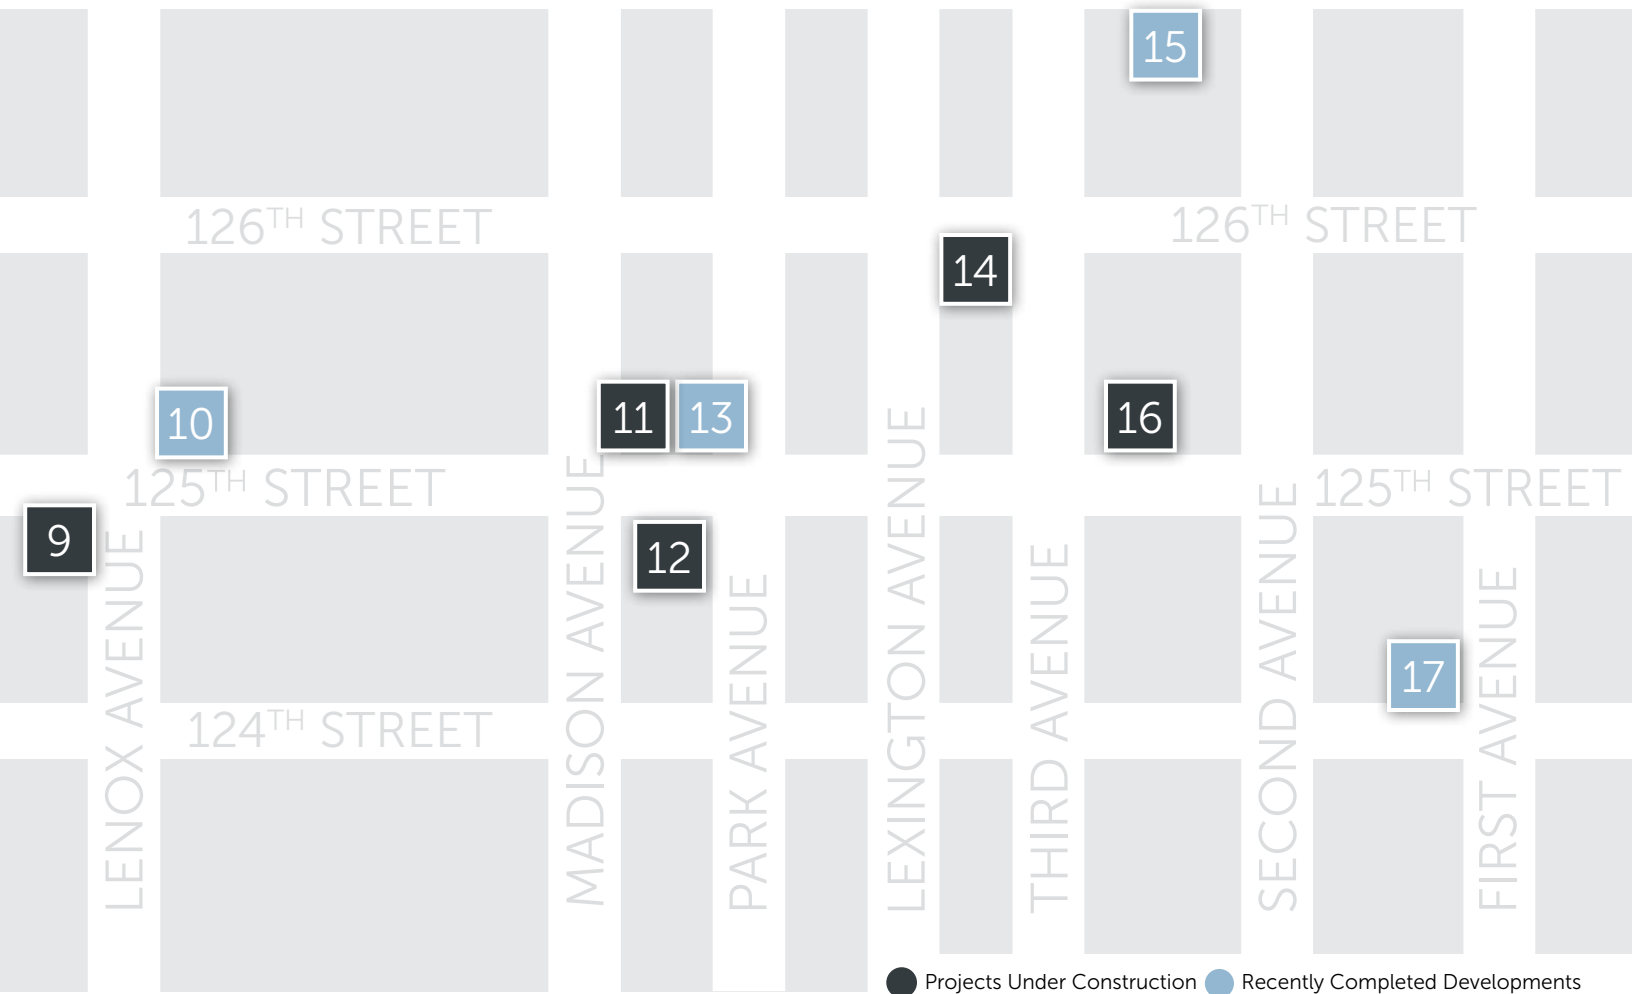 15
126TH STREET
126TH STREET
14
10
11
13
16
125TH STREET
125TH STREET
9
12
17
124TH STREET
LENOX AVENUE
MADISON AVENUE
PARK AVENUE
LEXINGTON AVENUE
THIRD AVENUE
SECOND AVENUE
FIRST AVENUE
Projects Under Construction
Recently Completed Developments